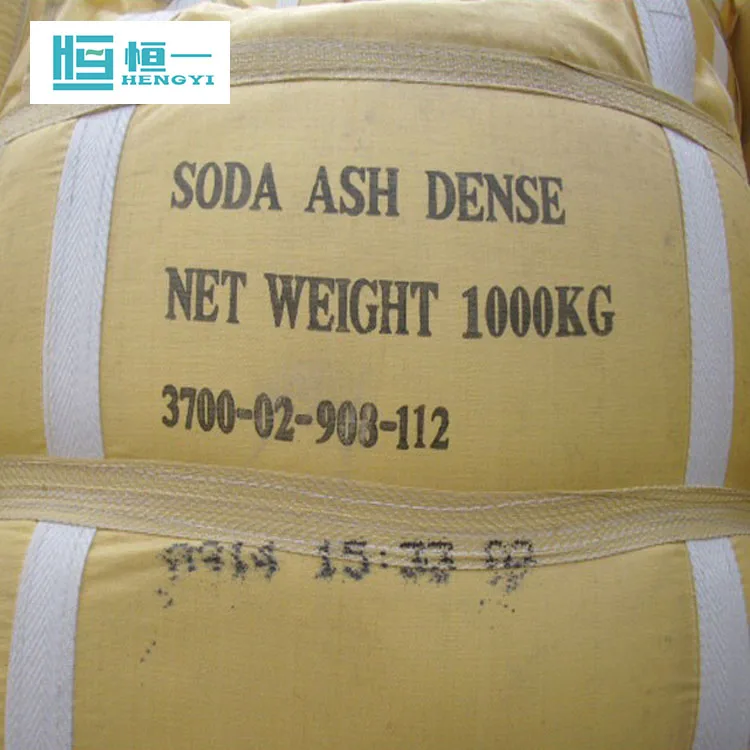 恒一
HENGYI
SODA ASH DENSE
NET WEIGHT 1000KG
3700-02-908-112
15:33